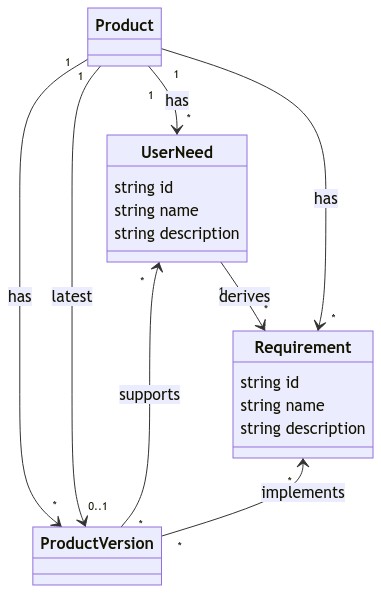 Product
1
1
1
1
has
*
UserNeed
string id
string name
string description
has
has
latest
*
1
derives
*
*
Requirement
string id
string name
string description
supports
*
implements
*
0..1
*
*
ProductVersion